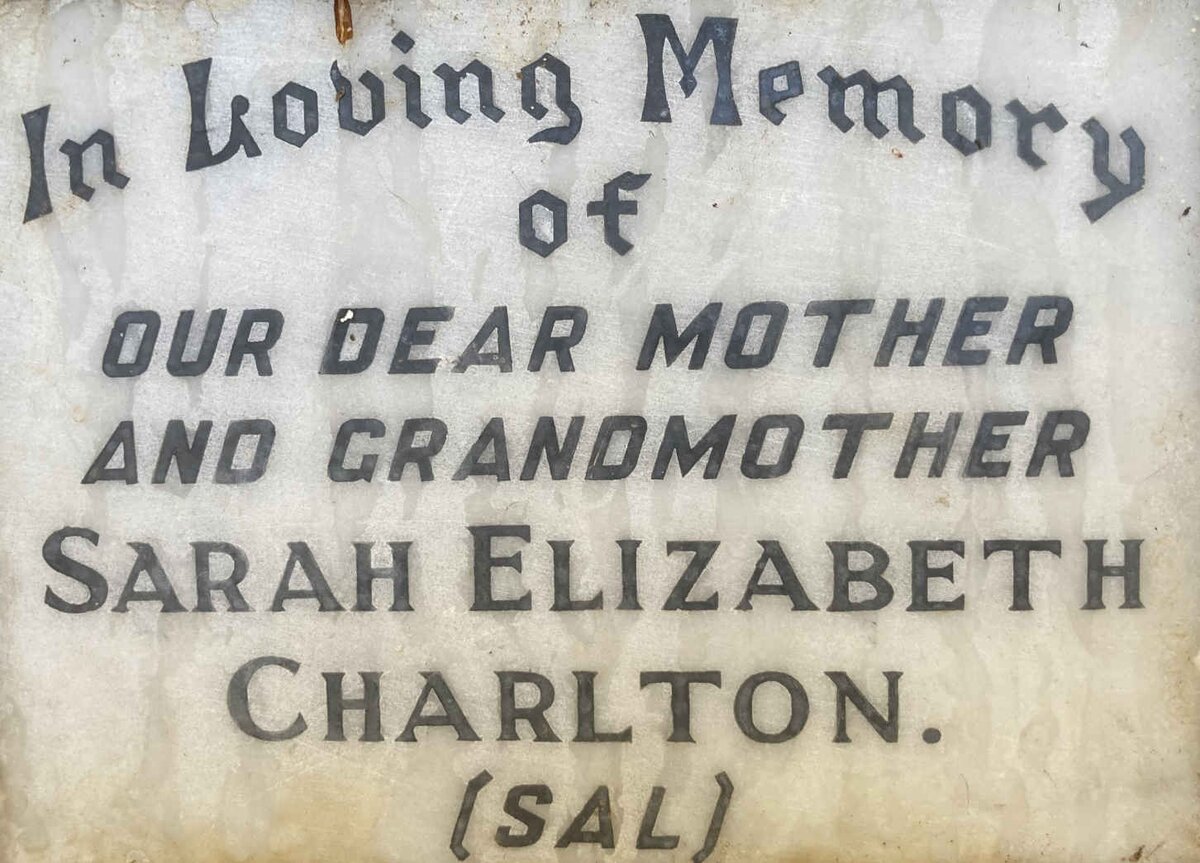 In Loving Memory
of
OUR DEAR MOTHER
AND GRANDMOTHER
SARAH ELIZABETH
CHARLTON.
(SAL)